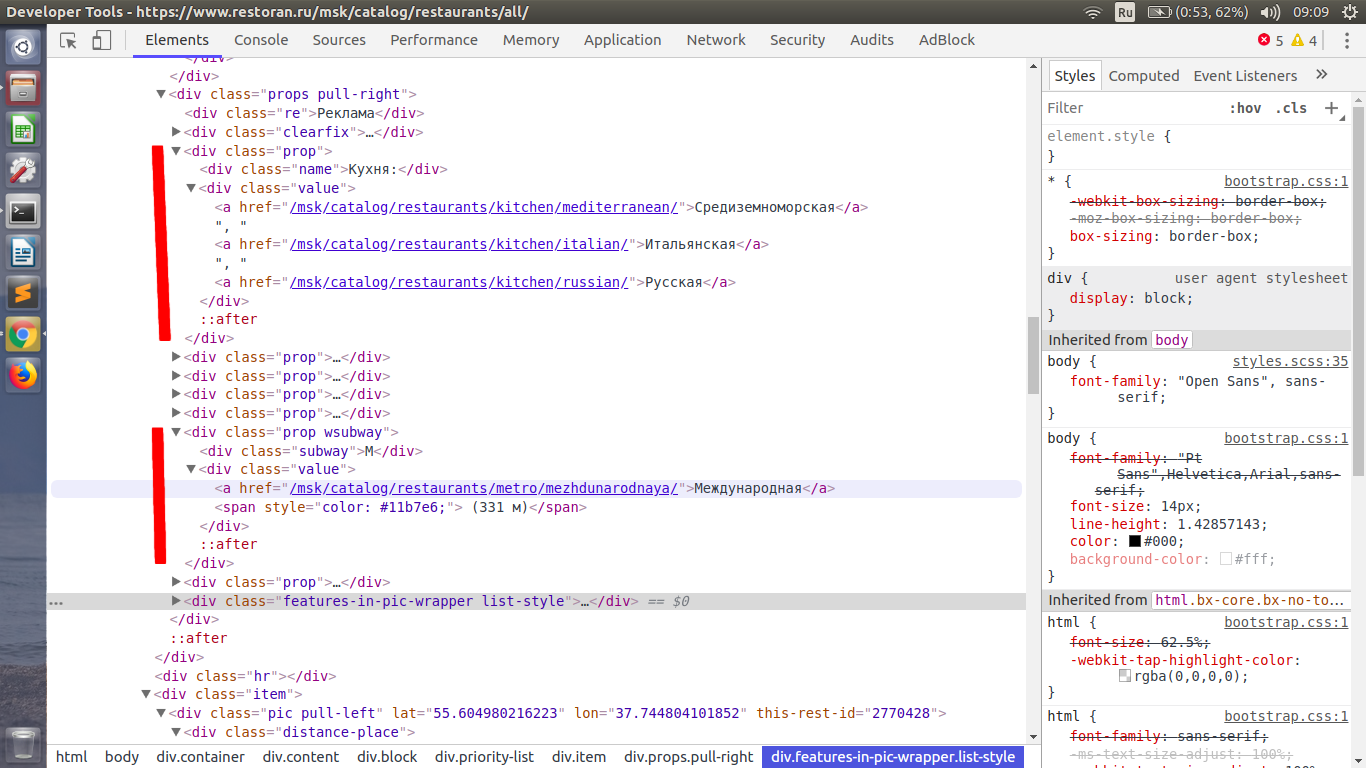 Developer Tools - https://www.restoran.ru/msk/catalog/restaurants/all/ Ru (0:53, 62%) 09:09
Elements Console Sources Performance Memory Application Network Security Audits AdBlock 5 4
</div>
</div>
<div class="props pull-right">
<div class="re">Реклама</div>
<div class="clearfix">…</div>
<div class="prop">
<div class="name">Кухня:</div>
<div class="value">
<a href="/msk/catalog/restaurants/kitchen/mediterranean/">Средиземноморская</a>
", "
<a href="/msk/catalog/restaurants/kitchen/italian/">Итальянская</a>
", "
<a href="/msk/catalog/restaurants/kitchen/russian/">Русская</a>
</div>
::after
</div>
<div class="prop">…</div>
<div class="prop">…</div>
<div class="prop">…</div>
<div class="prop">…</div>
<div class="prop wsubway">
<div class="subway">М</div>
<div class="value">
<a href="/msk/catalog/restaurants/metro/mezhdunarodnaya/">Международная</a>
<span style="color: #11b7e6;"> (331 м)</span>
</div>
::after
</div>
<div class="prop">…</div>
… <div class="features-in-pic-wrapper list-style">…</div> == $0
</div>
::after
</div>
<div class="hr"></div>
<div class="item">
<div class="pic pull-left" lat="55.604980216223" lon="37.744804101852" this-rest-id="2770428">
<div class="distance-place">
html body div.container div.content div.block div.priority-list div.item div.props.pull-right div.features-in-pic-wrapper.list-style
Styles Computed Event Listeners »
Filter :hov .cls +
element.style {
}
* { bootstrap.css:1
-webkit-box-sizing: border-box;
-moz-box-sizing: border-box;
box-sizing: border-box;
}
div { user agent stylesheet
display: block;
}
Inherited from body
body { styles.scss:35
font-family: "Open Sans", sans-
serif;
}
body { bootstrap.css:1
font-family: "Pt
Sans",Helvetica,Arial,sans-
serif;
font-size: 14px;
line-height: 1.42857143;
color: #000;
background-color: #fff;
}
Inherited from html.bx-core.bx-no-to…
html { bootstrap.css:1
font-size: 62.5%;
-webkit-tap-highlight-color:
rgba(0,0,0,0);
}
html { bootstrap.css:1
font-family: sans-serif;
-ms-text-size-adjust: 100%;